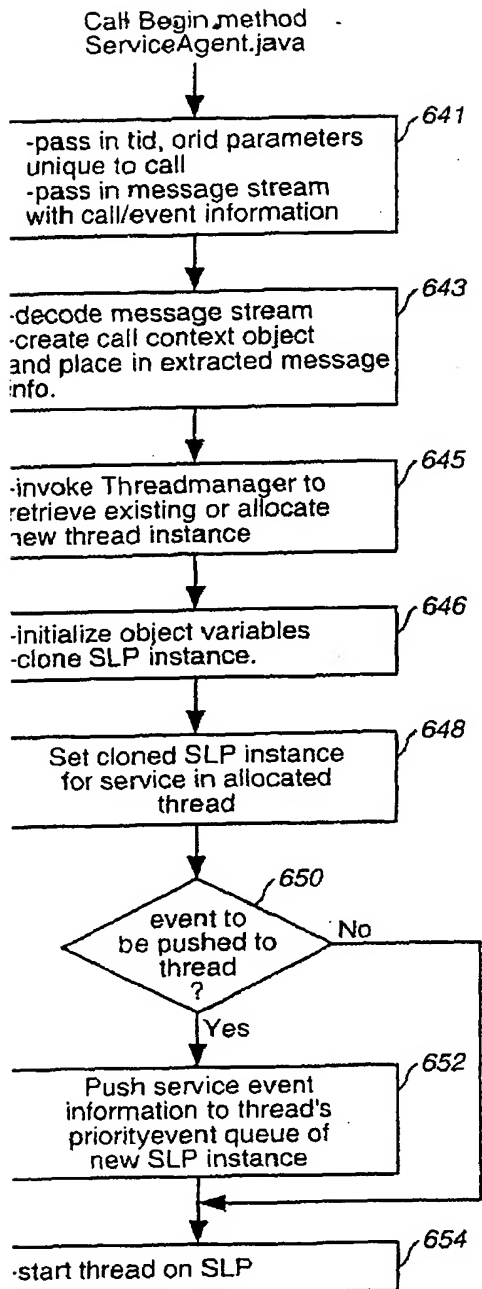 Call Begin method
ServiceAgent.java
641
-pass in tid, orid parameters
unique to call
-pass in message stream
with call/event information
643
-decode message stream
-create call context object
and place in extracted message
nfo.
645
-invoke Threadmanager to
retrieve existing or allocate
new thread instance
646
-initialize object variables
-clone SLP instance.
648
Set cloned SLP instance
for service in allocated
thread
650
event to
be pushed to
thread
?
No
Yes
652
Push service event
information to thread's
priorityevent queue of
new SLP instance
654
-start thread on SLP